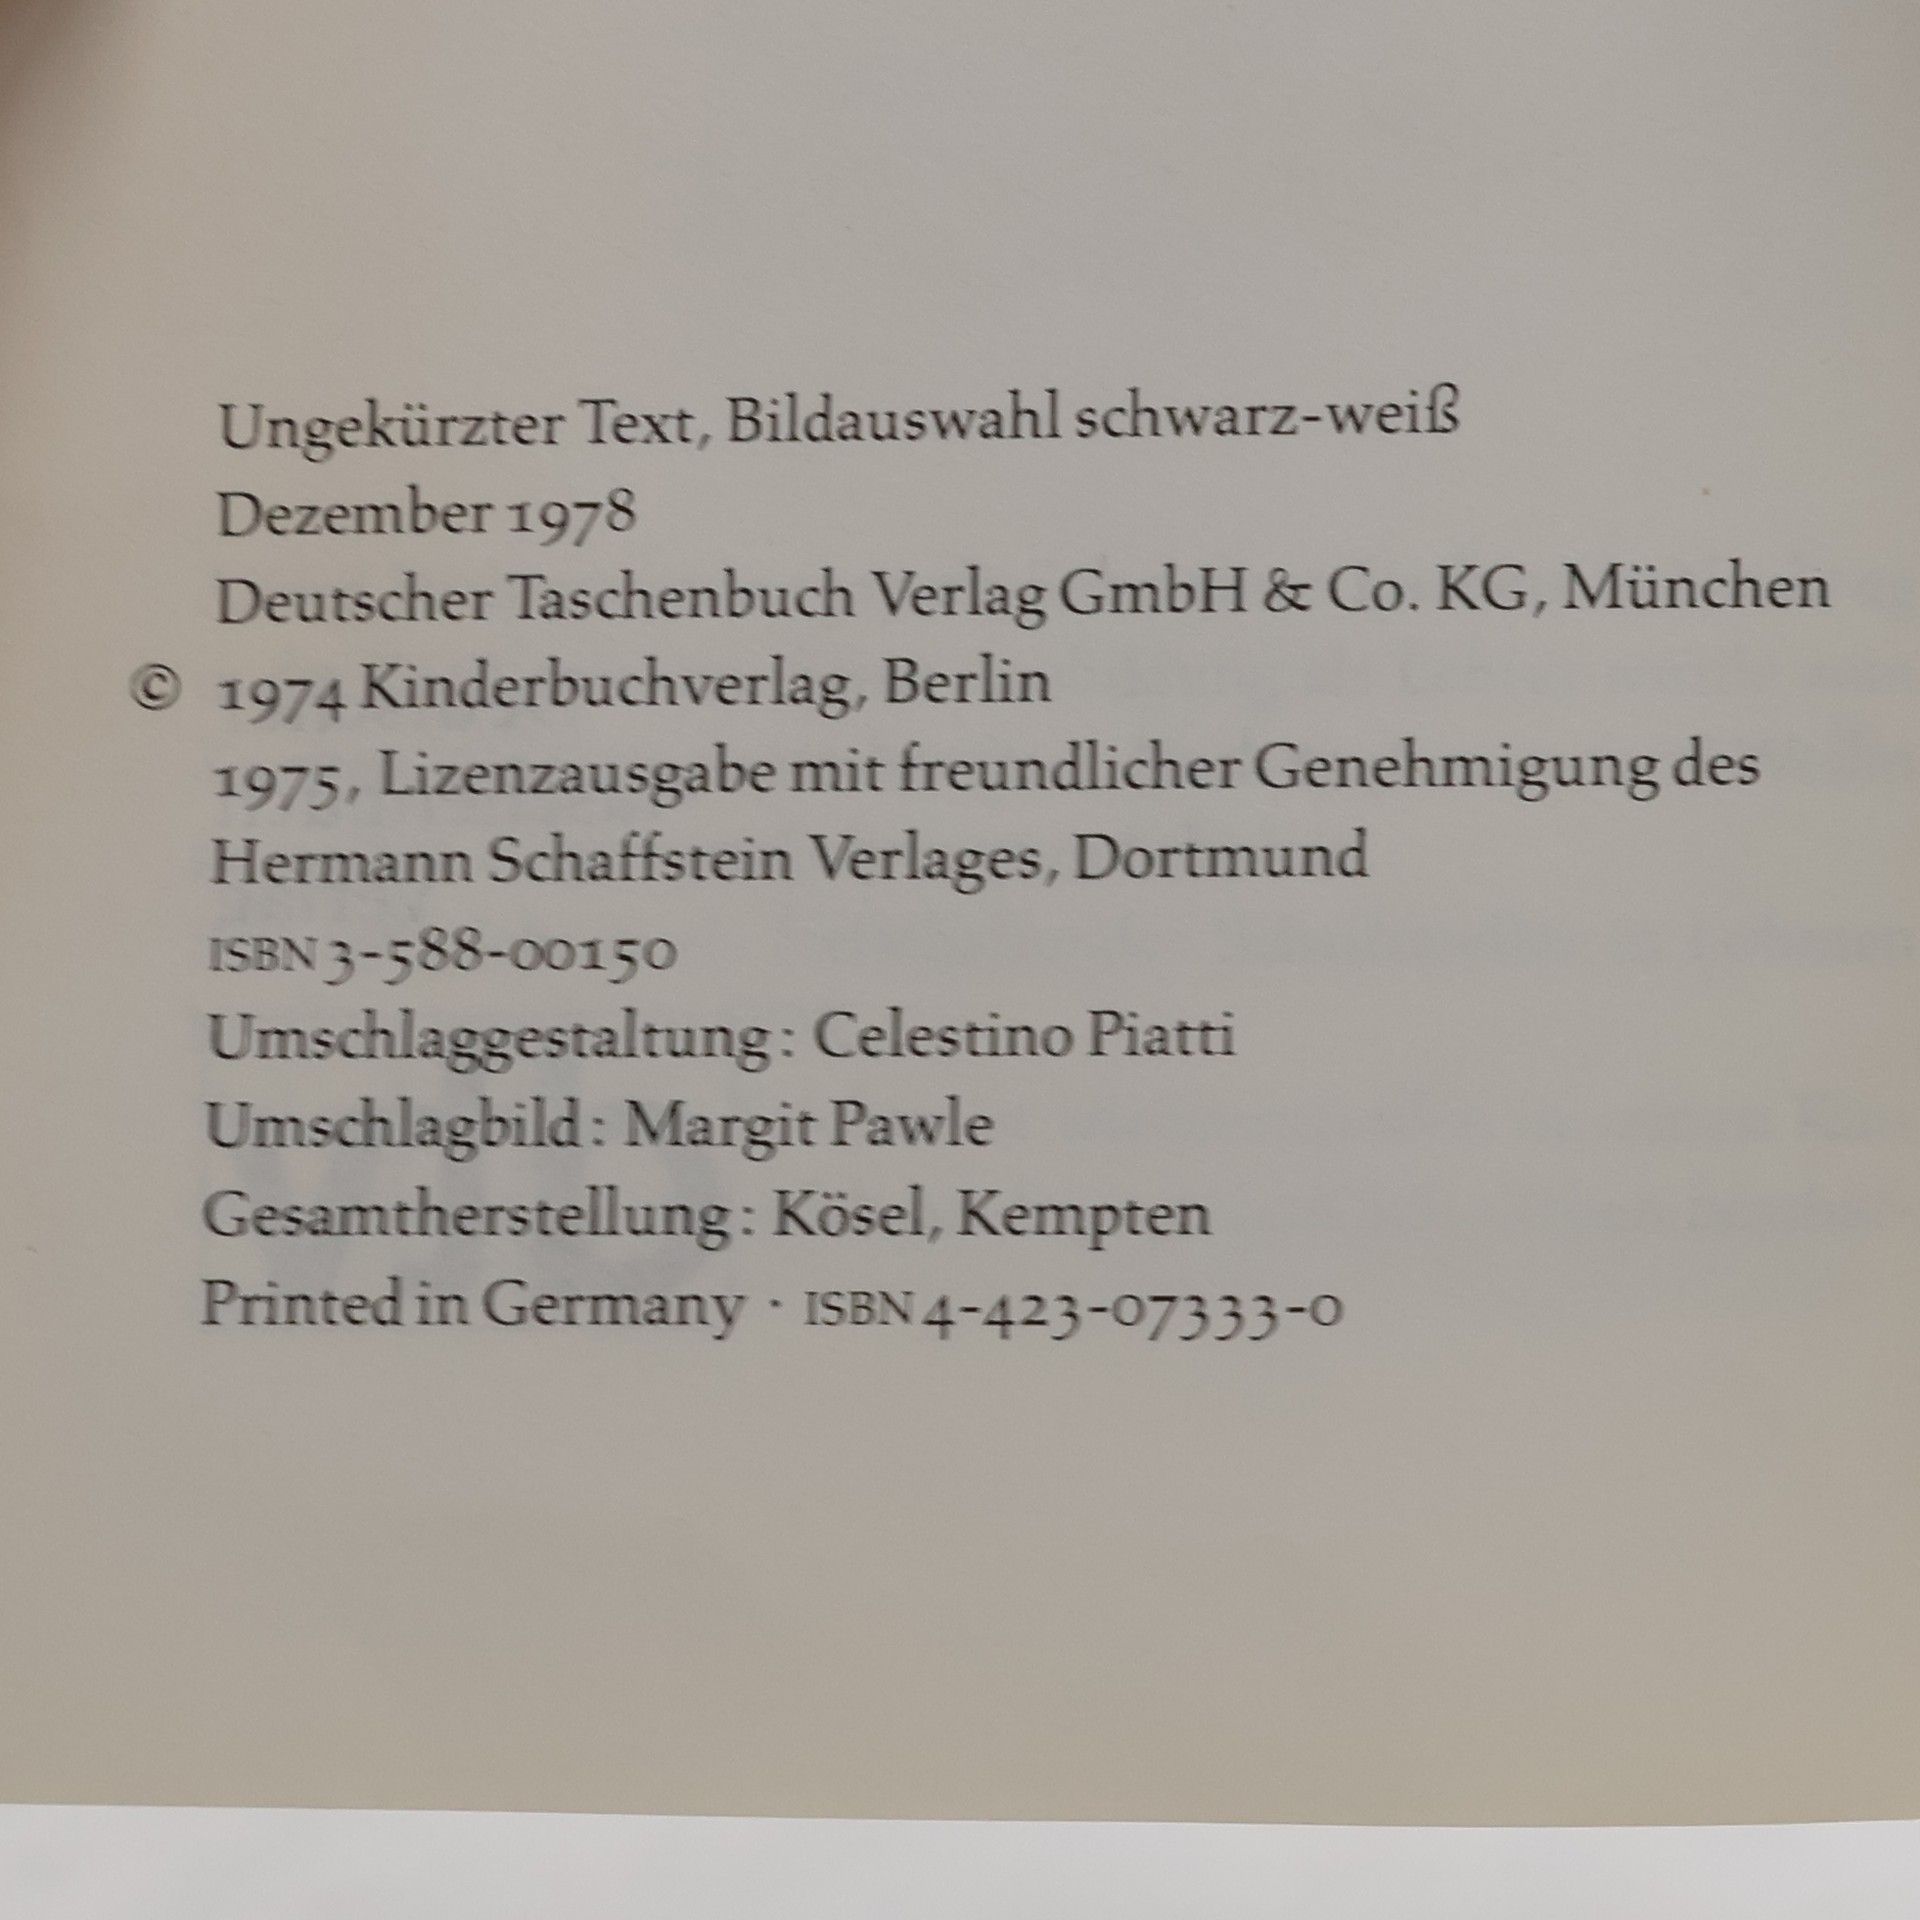 Ungekürzter Text, Bildauswahl schwarz-weiß
Dezember 1978
Deutscher Taschenbuch Verlag GmbH & Co. KG, München
© 1974 Kinderbuchverlag, Berlin
1975, Lizenzausgabe mit freundlicher Genehmigung des
Hermann Schaffstein Verlages, Dortmund
ISBN 3-588-00150
Umschlaggestaltung: Celestino Piatti
Umschlagbild: Margit Pawle
Gesamtherstellung: Kösel, Kempten
Printed in Germany · ISBN 4-423-07333-0